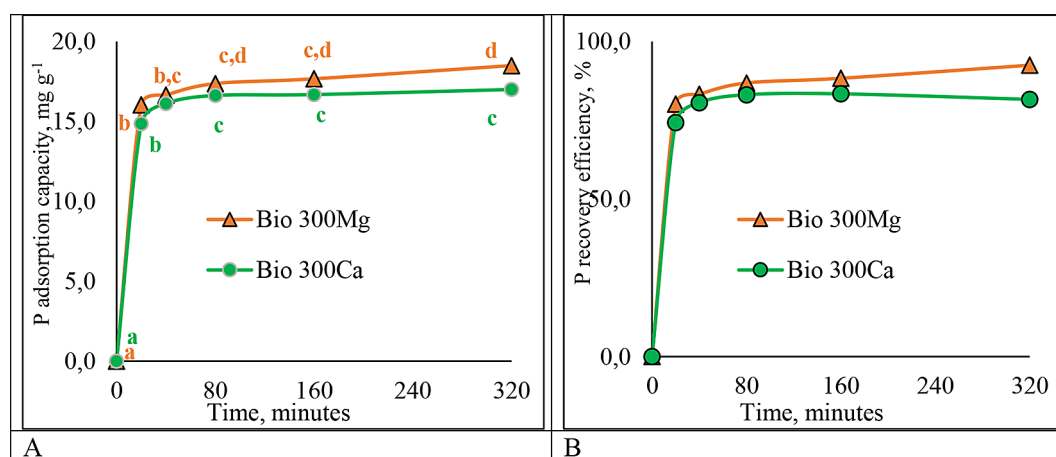 P adsorption capacity, mg g⁻¹
20,0
15,0
10,0
5,0
0,0
c,d
c,d
d
b,c
b
b
c
c
c
a
a
Bio 300Mg
Bio 300Ca
0 80 160 240 320
Time, minutes
A
P recovery efficiency, %
100,0
50,0
0,0
Bio 300Mg
Bio 300Ca
0 80 160 240 320
Time, minutes
B